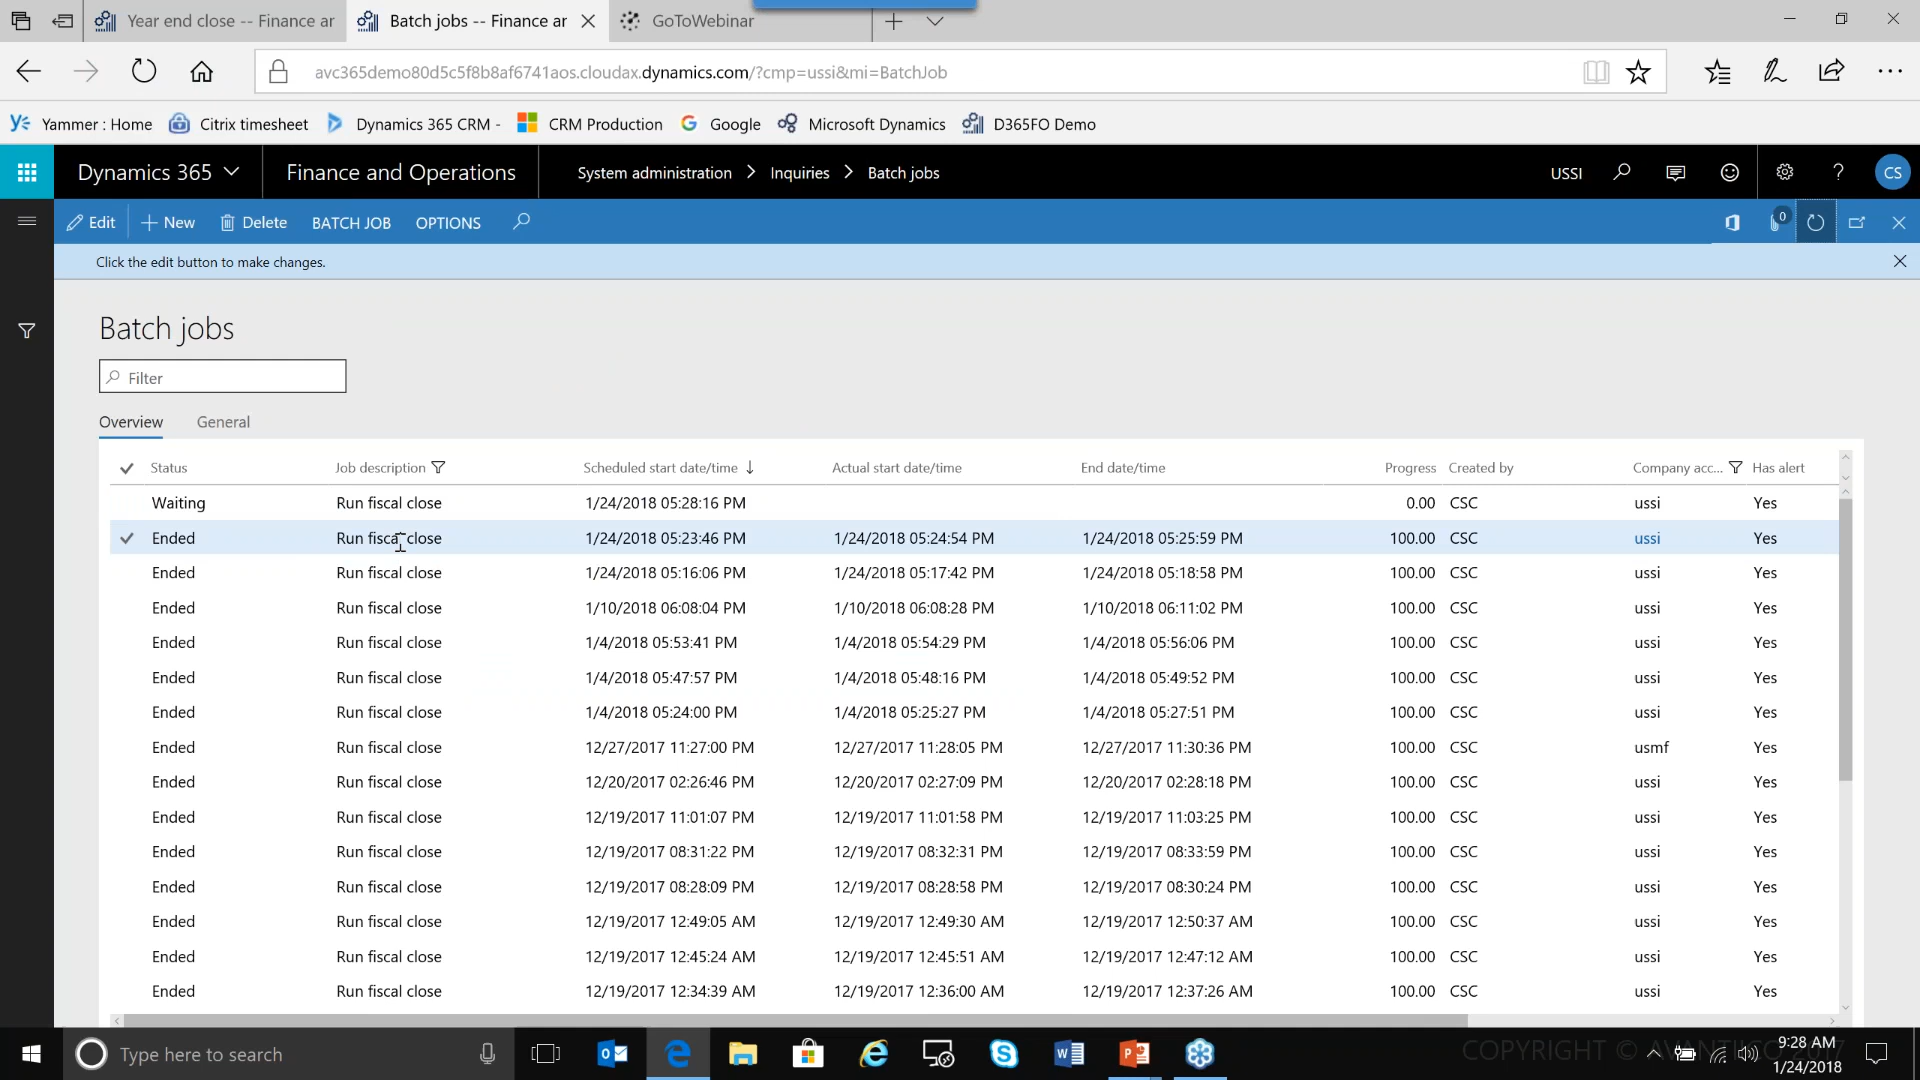 Year end close -- Finance ar
Batch jobs -- Finance ar
GoToWebinar
avc365demo80d5c5f8b8af6741aos.cloudax.dynamics.com/?cmp=ussi&mi=BatchJob
Yammer : Home
Citrix timesheet
Dynamics 365 CRM -
CRM Production
Google
Microsoft Dynamics
D365FO Demo
Dynamics 365
Finance and Operations
System administration > Inquiries > Batch jobs
USSI
?
CS
Edit
+ New
Delete
BATCH JOB
OPTIONS
0
Click the edit button to make changes.
Batch jobs
Filter
Overview General
Status Job description Scheduled start date/time Actual start date/time End date/time Progress Created by Company acc... Has alert
Waiting Run fiscal close 1/24/2018 05:28:16 PM 0.00 CSC ussi Yes
Ended Run fiscal close 1/24/2018 05:23:46 PM 1/24/2018 05:24:54 PM 1/24/2018 05:25:59 PM 100.00 CSC ussi Yes
Ended Run fiscal close 1/24/2018 05:16:06 PM 1/24/2018 05:17:42 PM 1/24/2018 05:18:58 PM 100.00 CSC ussi Yes
Ended Run fiscal close 1/10/2018 06:08:04 PM 1/10/2018 06:08:28 PM 1/10/2018 06:11:02 PM 100.00 CSC ussi Yes
Ended Run fiscal close 1/4/2018 05:53:41 PM 1/4/2018 05:54:29 PM 1/4/2018 05:56:06 PM 100.00 CSC ussi Yes
Ended Run fiscal close 1/4/2018 05:47:57 PM 1/4/2018 05:48:16 PM 1/4/2018 05:49:52 PM 100.00 CSC ussi Yes
Ended Run fiscal close 1/4/2018 05:24:00 PM 1/4/2018 05:25:27 PM 1/4/2018 05:27:51 PM 100.00 CSC ussi Yes
Ended Run fiscal close 12/27/2017 11:27:00 PM 12/27/2017 11:28:05 PM 12/27/2017 11:30:36 PM 100.00 CSC usmf Yes
Ended Run fiscal close 12/20/2017 02:26:46 PM 12/20/2017 02:27:09 PM 12/20/2017 02:28:18 PM 100.00 CSC ussi Yes
Ended Run fiscal close 12/19/2017 11:01:07 PM 12/19/2017 11:01:58 PM 12/19/2017 11:03:25 PM 100.00 CSC ussi Yes
Ended Run fiscal close 12/19/2017 08:31:22 PM 12/19/2017 08:32:31 PM 12/19/2017 08:33:59 PM 100.00 CSC ussi Yes
Ended Run fiscal close 12/19/2017 08:28:09 PM 12/19/2017 08:28:58 PM 12/19/2017 08:30:24 PM 100.00 CSC ussi Yes
Ended Run fiscal close 12/19/2017 12:49:05 AM 12/19/2017 12:49:30 AM 12/19/2017 12:50:37 AM 100.00 CSC ussi Yes
Ended Run fiscal close 12/19/2017 12:45:24 AM 12/19/2017 12:45:51 AM 12/19/2017 12:47:12 AM 100.00 CSC ussi Yes
Ended Run fiscal close 12/19/2017 12:34:39 AM 12/19/2017 12:36:00 AM 12/19/2017 12:37:26 AM 100.00 CSC ussi Yes
Type here to search
COPYRIGHT ©
9:28 AM
1/24/2018